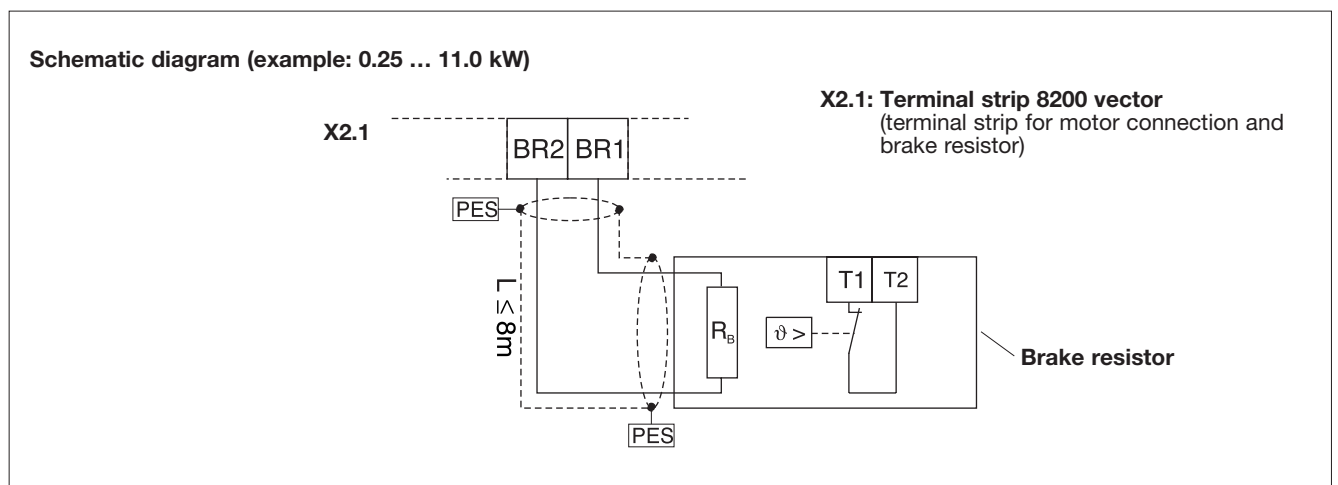 Schematic diagram (example: 0.25 … 11.0 kW)
X2.1: Terminal strip 8200 vector
(terminal strip for motor connection and
brake resistor)
X2.1
BR2 BR1
PES
L ≤ 8m
T1 T2
R_B
ϑ >
Brake resistor
PES